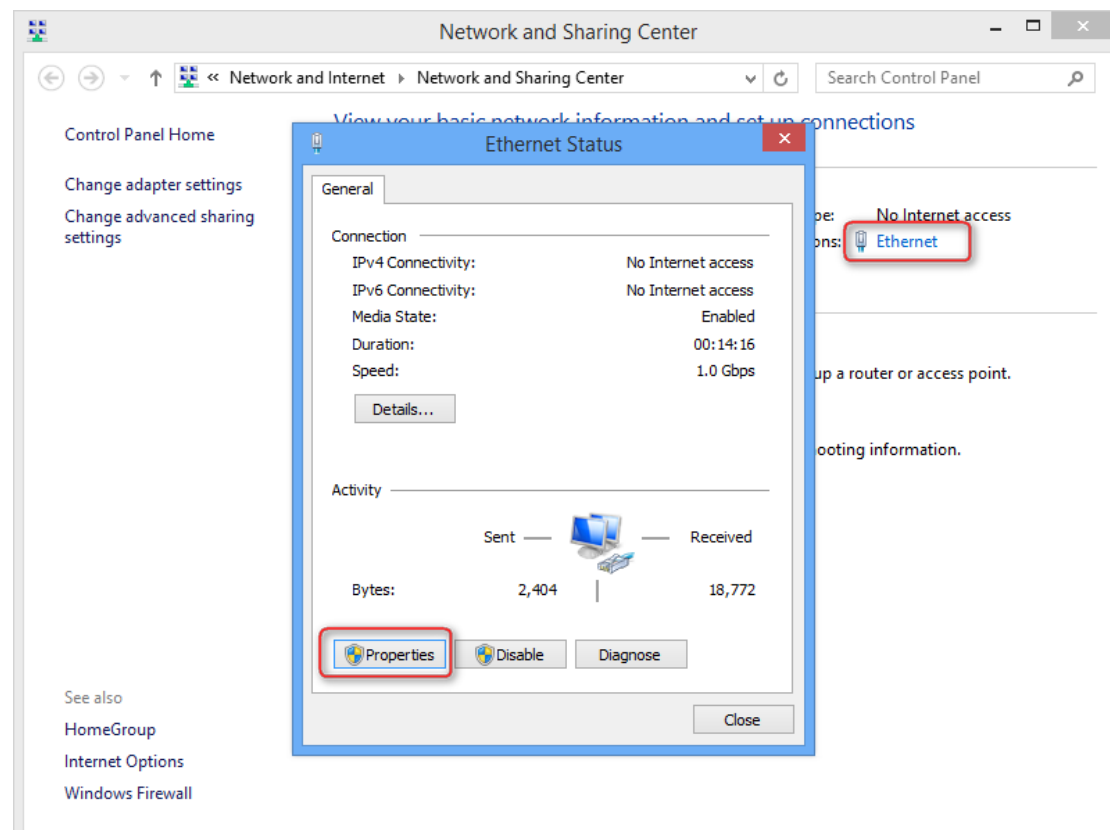 Network and Sharing Center
« Network and Internet Network and Sharing Center
Search Control Panel
Control Panel Home
Change adapter settings
Change advanced sharing
settings
See also
HomeGroup
Internet Options
Windows Firewall
View your basic network information and set up connections
No Internet access
Ethernet
up a router or access point.
information.
Ethernet Status
General
Connection
IPv4 Connectivity: No Internet access
IPv6 Connectivity: No Internet access
Media State: Enabled
Duration: 00:14:16
Speed: 1.0 Gbps
Details...
Activity
Sent Received
Bytes: 2,404 18,772
Properties Disable Diagnose
Close